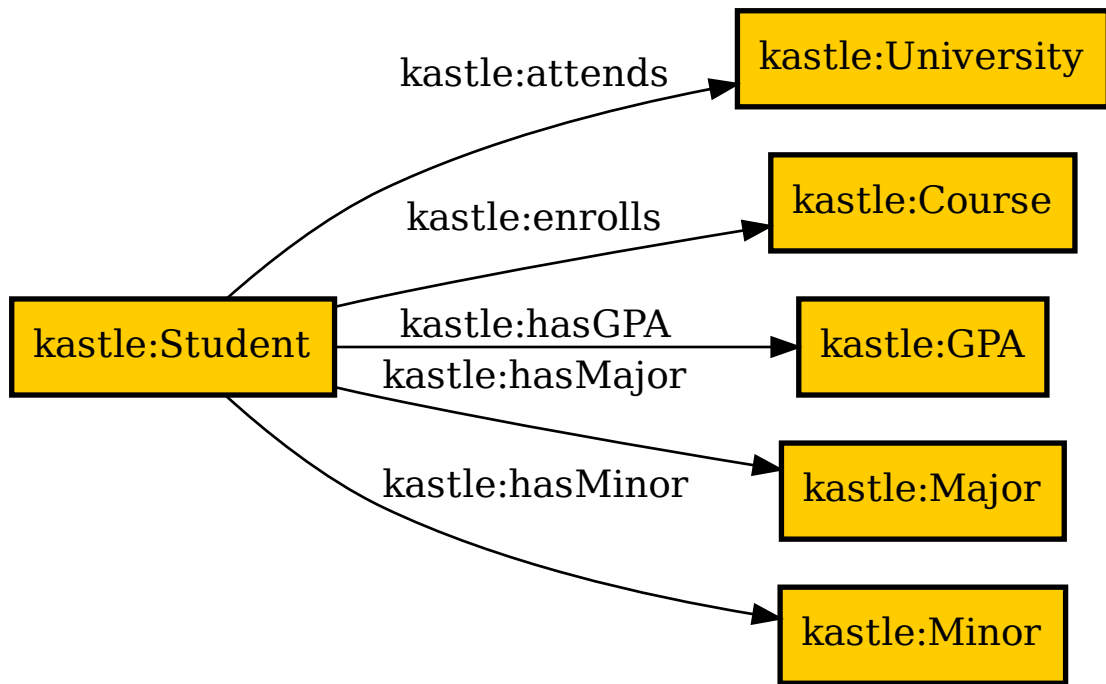 kastle:University
kastle:attends
kastle:Course
kastle:enrolls
kastle:Student
kastle:hasGPA
kastle:GPA
kastle:hasMajor
kastle:Major
kastle:hasMinor
kastle:Minor